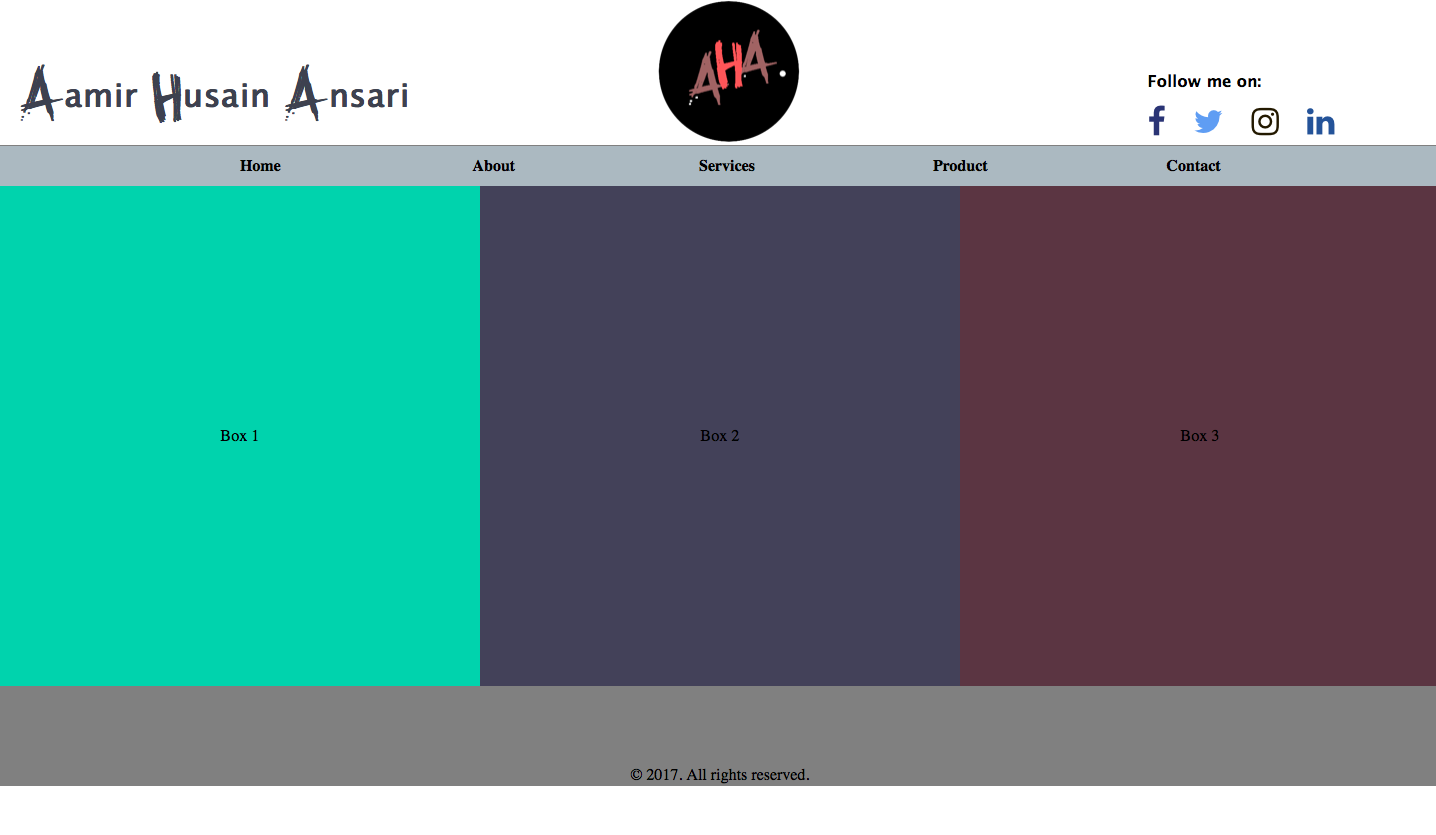 Aamir Husain Ansari
AHA.
Follow me on:
Home About Services Product Contact
Box 1 Box 2 Box 3
© 2017. All rights reserved.